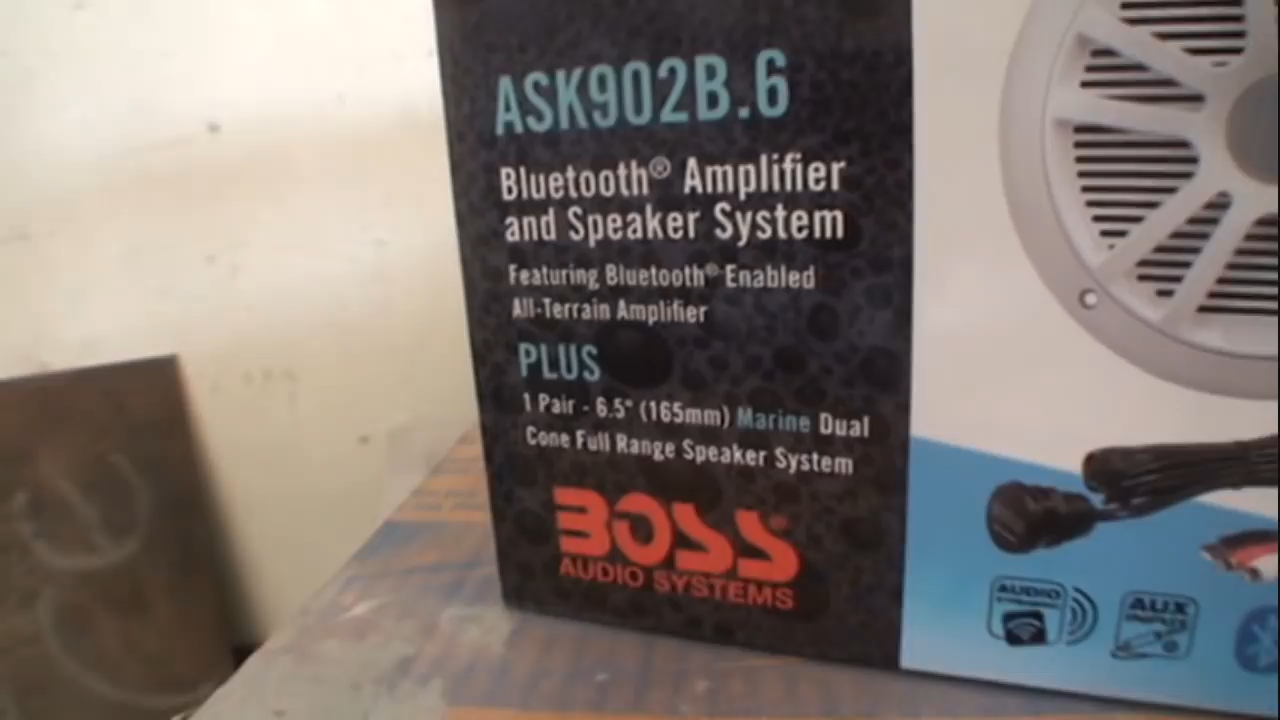 ASK902B.6
Bluetooth® Amplifier
and Speaker System
Featuring Bluetooth® Enabled
All-Terrain Amplifier
PLUS
1 Pair - 6.5" (165mm) Marine Dual
Cone Full Range Speaker System
BOSS®
AUDIO SYSTEMS
AUDIO
AUX